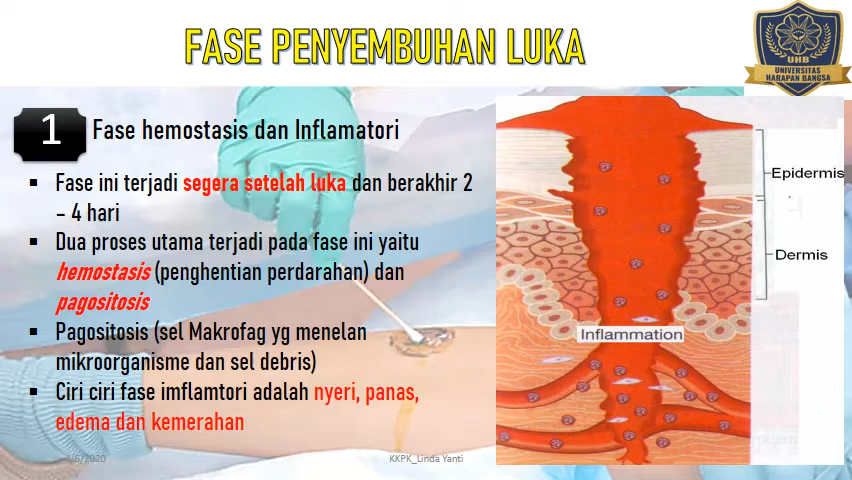 FASE PENYEMBUHAN LUKA
UHB
UNIVERSITAS
HARAPAN BANGSA
1
Fase hemostasis dan Inflamatori
▪ Fase ini terjadi segera setelah luka dan berakhir 2
– 4 hari
▪ Dua proses utama terjadi pada fase ini yaitu
hemostasis (penghentian perdarahan) dan
pagositosis
▪ Pagositosis (sel Makrofag yg menelan
mikroorganisme dan sel debris)
▪ Ciri ciri fase imflamtori adalah nyeri, panas,
edema dan kemerahan
Epidermis
Dermis
Inflammation
/6/2020
KKPK_Linda Yanti